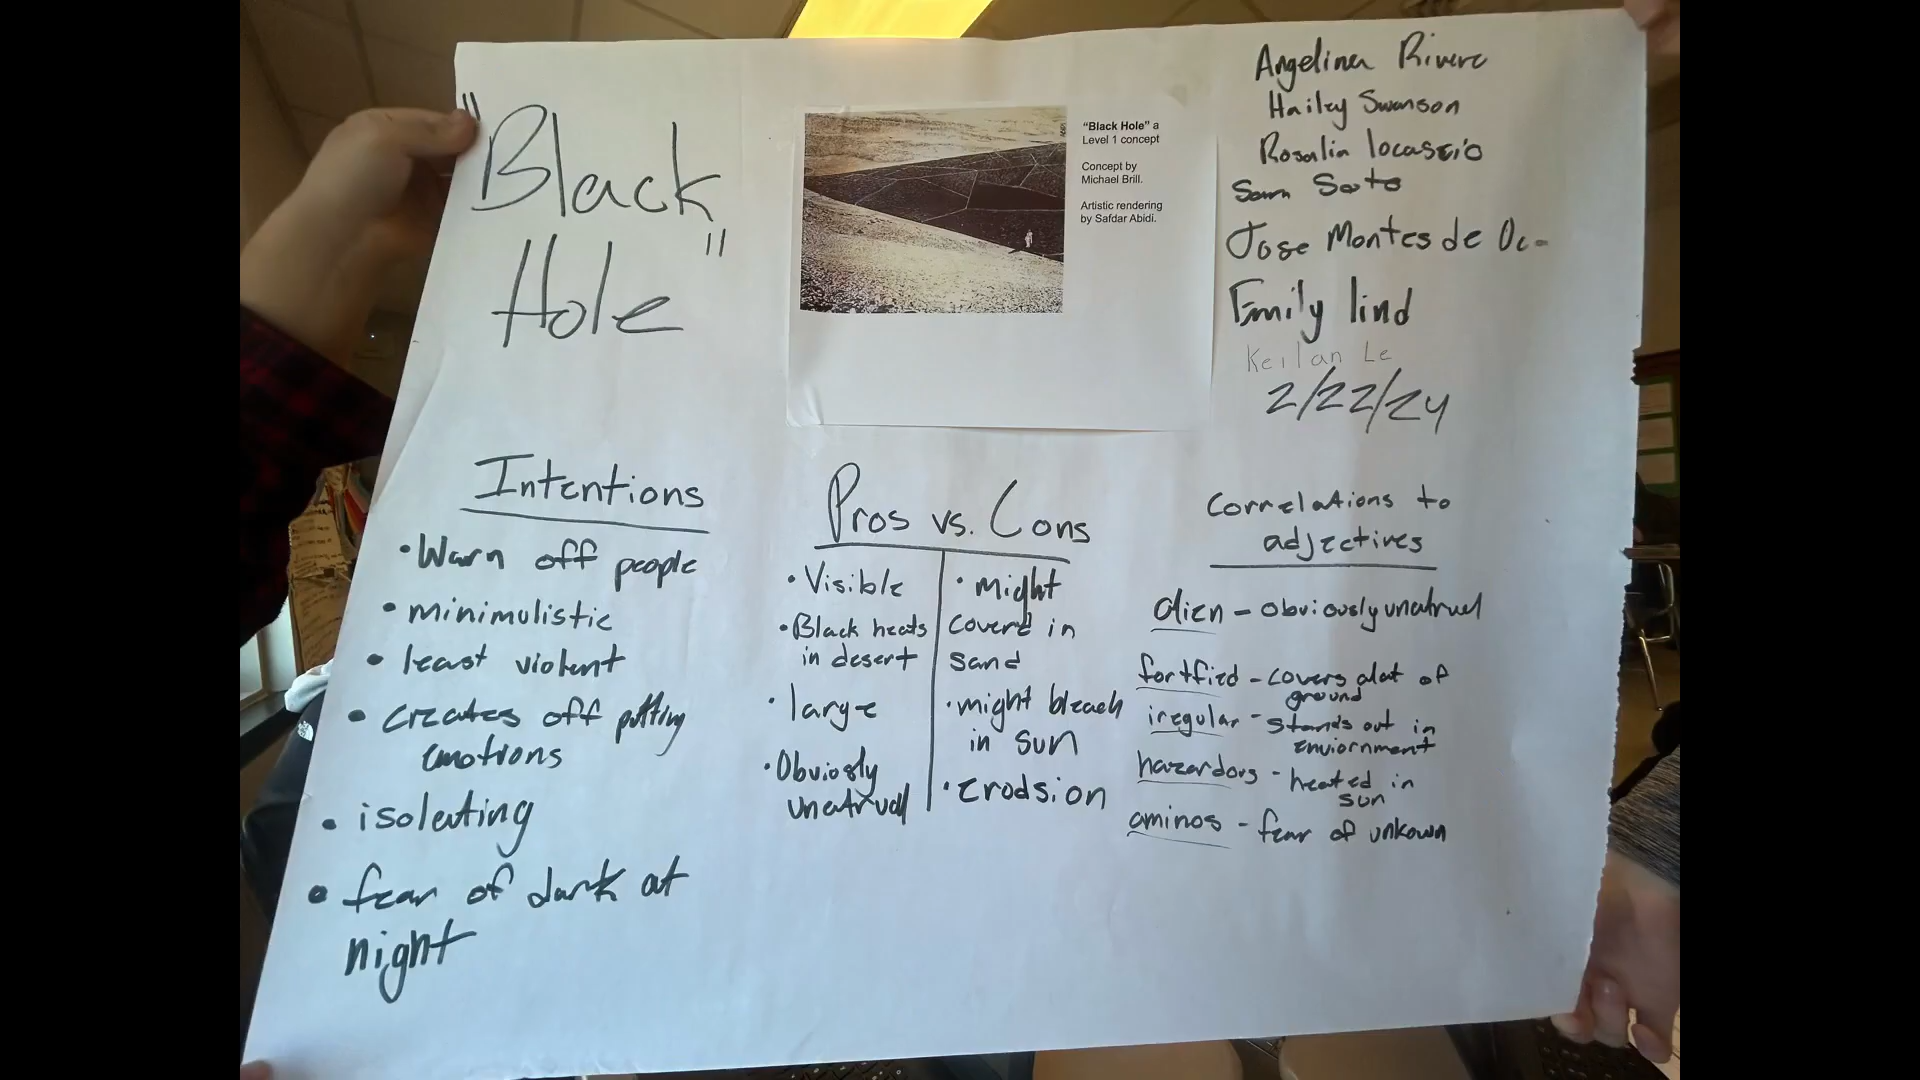 "Black
Hole"
"Black Hole" a
Level 1 concept
Concept by
Michael Brill.
Artistic rendering
by Safdar Abidi.
Angelina Rivera
Hailey Swanson
Rosalia locascio
Sam Soto
Jose Montes de Oc
Emily lind
Keilan Le
2/22/24
Intentions
• Warn off people
• minimulistic
• least violent
• creates off putting
emotions
• isolating
• fear of dark at
night
Pros vs. Cons
• Visible
• Black heats
in desert
• large
• Obviosly
unatrual
• might
covere in
sand
• might bleach
in sun
• Erodsion
Correlations to
adjectives
alien - obviously unatruel
fortfied - covers alot of
ground
iregular - stands out in
enviornment
hazardous - heated in
sun
aminos - fear of unkown